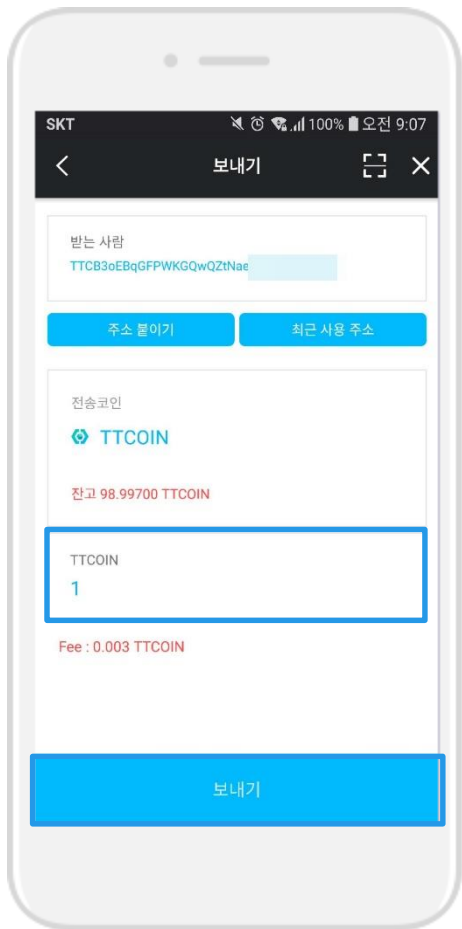 SKT 100% 오전 9:07
보내기
받는 사람
TTCB3oEBqGFPWKGQwQZtNae
주소 붙이기 최근 사용 주소
전송코인
TTCOIN
잔고 98.99700 TTCOIN
TTCOIN
1
Fee : 0.003 TTCOIN
보내기